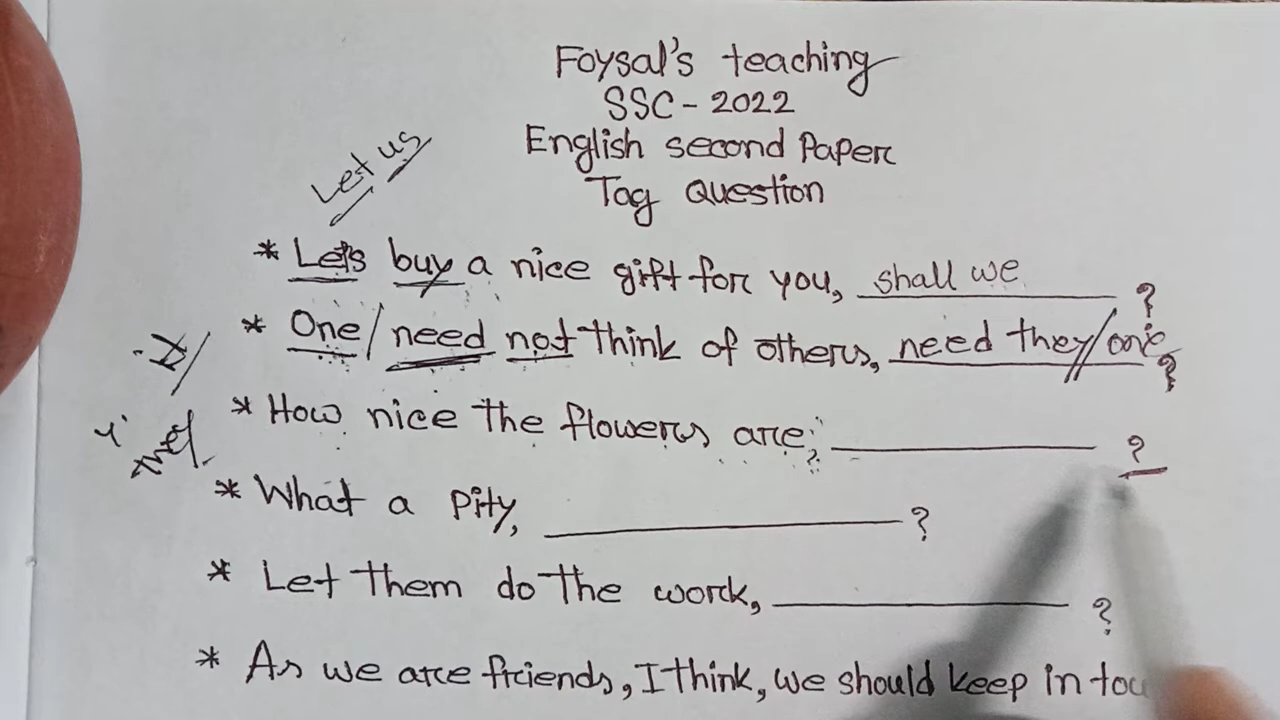 Foysal's teaching
SSC - 2022
English second Paper
Tag Question
Let us
* Let's buy a nice gift for you, shall we ?
* One/need not think of others, need they/one ?
* How nice the flowers are, ?
* What a Pity, ?
* Let them do the work, ?
* As we are friends, I think, we should keep in